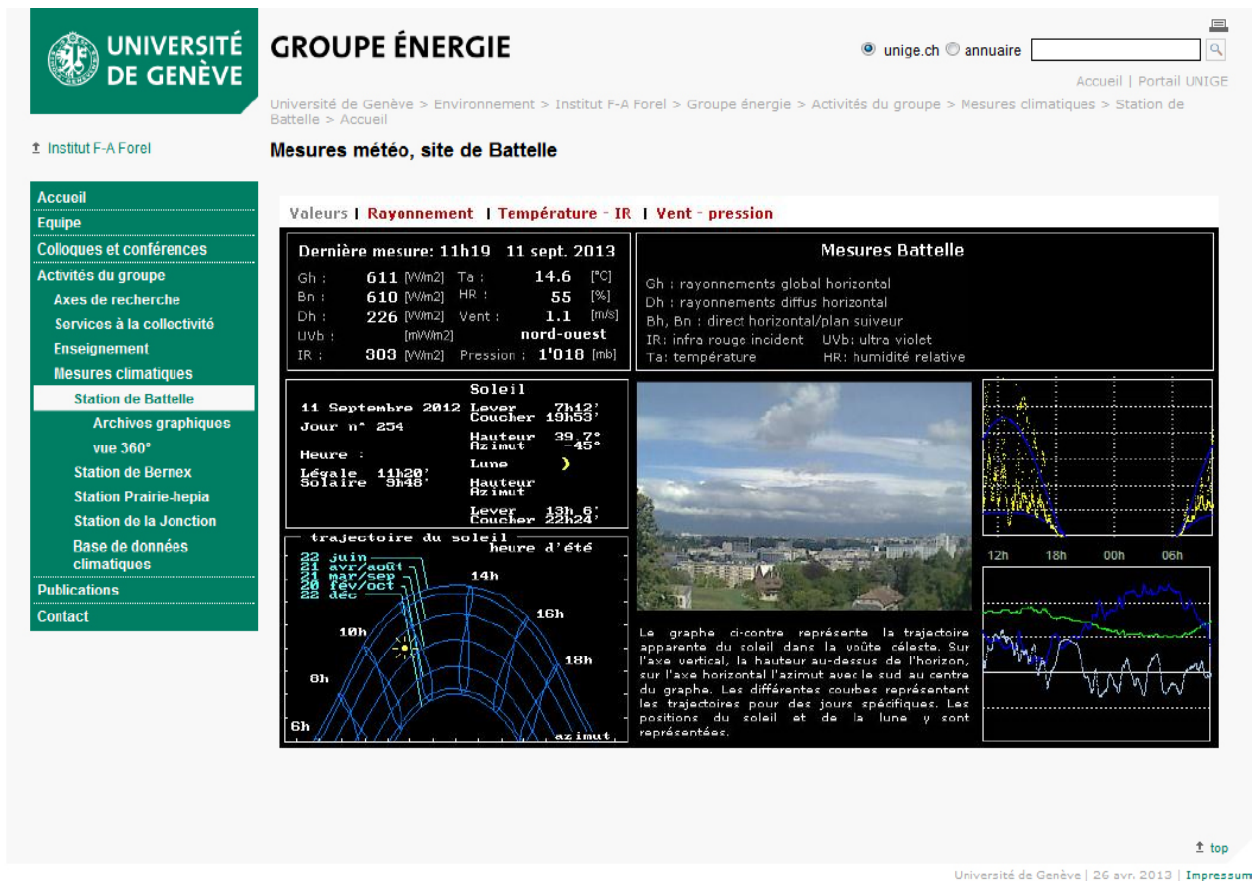 UNIVERSITÉ
DE GENÈVE
GROUPE ÉNERGIE
unige.ch annuaire
Accueil | Portail UNIGE
Université de Genève > Environnement > Institut F-A Forel > Groupe énergie > Activités du groupe > Mesures climatiques > Station de
Battelle > Accueil
Institut F-A Forel
Mesures météo, site de Battelle
Accueil
Equipe
Colloques et conférences
Activités du groupe
Axes de recherche
Services à la collectivité
Enseignement
Mesures climatiques
Station de Battelle
Archives graphiques
vue 360°
Station de Bernex
Station Prairie-hepia
Station de la Jonction
Base de données
climatiques
Publications
Contact
Valeurs | Rayonnement | Température - IR | Vent - pression
Dernière mesure: 11h19 11 sept. 2013
Gh : 611 [W/m2] Ta : 14.6 [°C]
Bn : 610 [W/m2] HR : 55 [%]
Dh : 226 [W/m2] Vent : 1.1 [m/s]
UVb : [mW/m2] nord-ouest
IR : 303 [W/m2] Pression : 1'018 [mb]
Mesures Battelle
Gh : rayonnements global horizontal
Dh : rayonnements diffus horizontal
Bh, Bn : direct horizontal/plan suiveur
IR: infra rouge incident UVb: ultra violet
Ta: température HR: humidité relative
Soleil
11 Septembre 2012 Lever 7h12'
Coucher 19h53'
Jour n° 254
Hauteur 39.7°
Azimut -45°
Heure :
Lune
Légale 11h20'
Solaire 9h48'
Hauteur
Azimut
Lever 13h 6'
Coucher 22h24'
trajectoire du soleil
heure d'été
22 juin
21 avr/août
21 mar/sep
20 fév/oct
22 déc
14h
16h
10h
18h
8h
6h
azimut
12h 18h 00h 06h
Le graphe ci-contre représente la trajectoire
apparente du soleil dans la voûte céleste. Sur
l'axe vertical, la hauteur au-dessus de l'horizon,
sur l'axe horizontal l'azimut avec le sud au centre
du graphe. Les différentes courbes représentent
les trajectoires pour des jours spécifiques. Les
positions du soleil et de la lune y sont
représentées.
top
Université de Genève | 26 avr. 2013 | Impressum